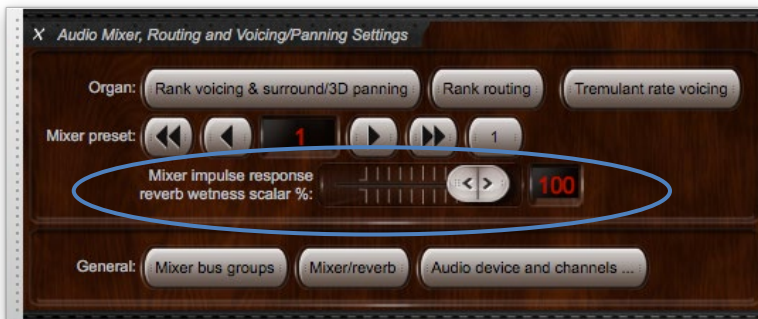 X Audio Mixer, Routing and Voicing/Panning Settings
Organ: Rank voicing & surround/3D panning Rank routing Tremulant rate voicing
Mixer preset: 1 1
Mixer impulse response
reverb wetness scalar %: 100
General: Mixer bus groups Mixer/reverb Audio device and channels ...